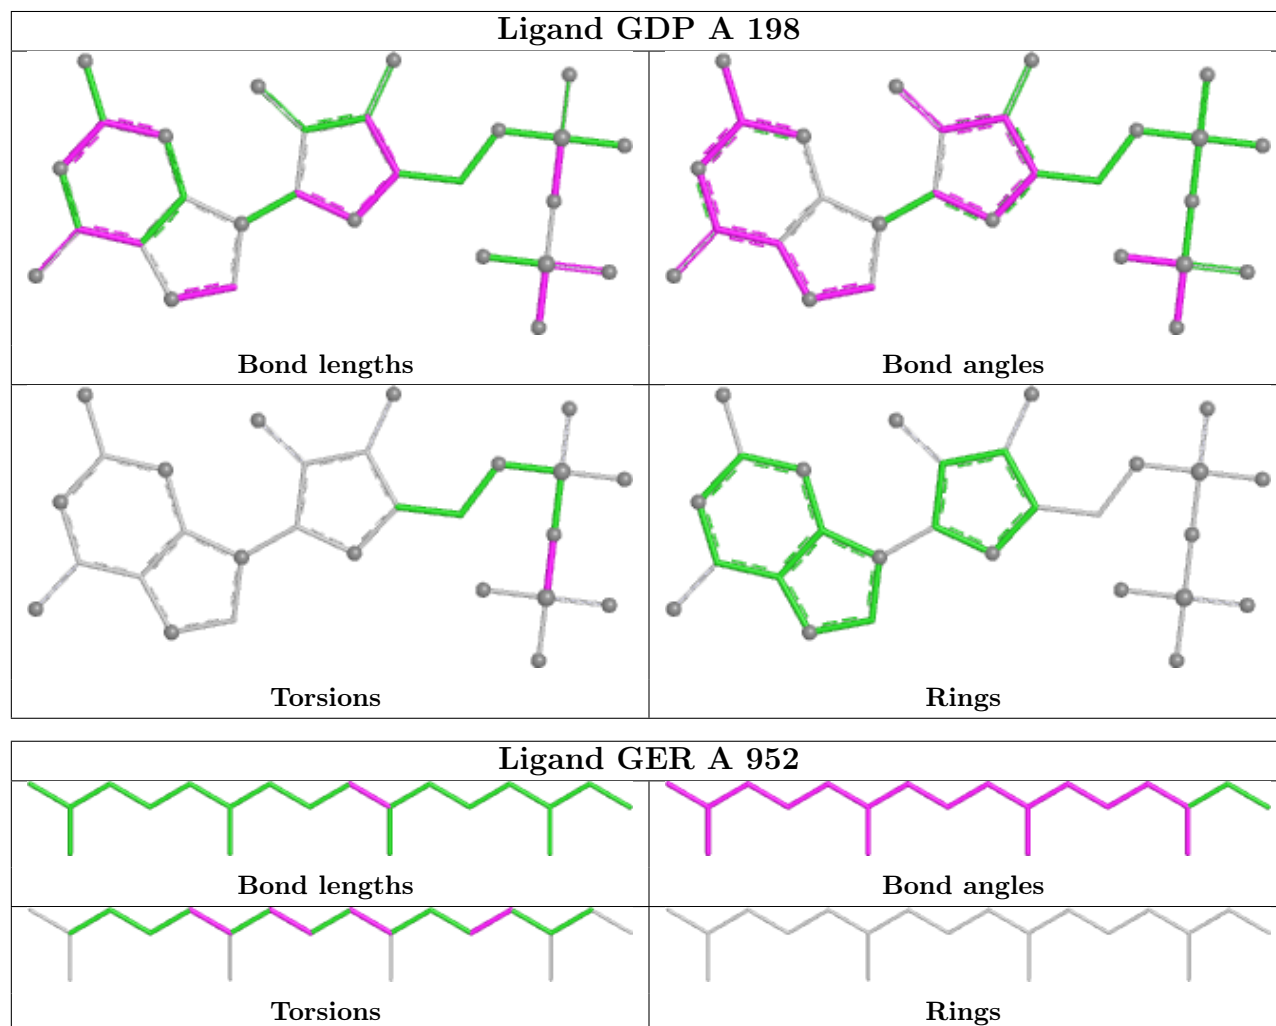 Ligand GDP A 198
Bond lengths
Bond angles
Torsions
Rings
Ligand GER A 952
Bond lengths
Bond angles
Torsions
Rings